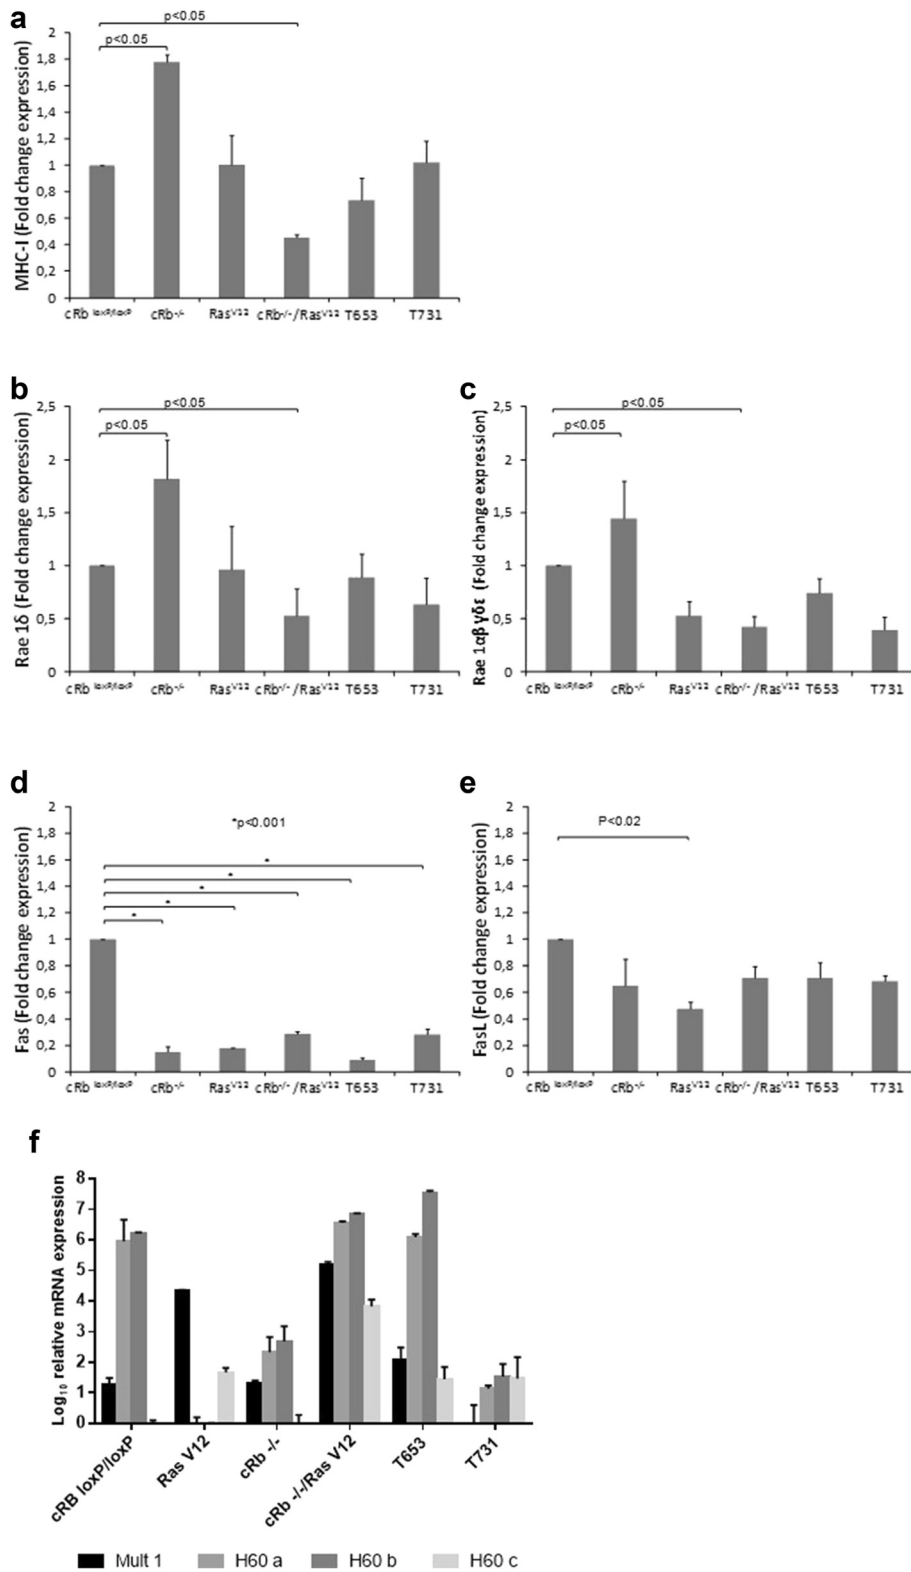 a
p<0.05
p<0.05
MHC-I (Fold change expression)
2
1,8
1,6
1,4
1,2
1
0,8
0,6
0,4
0,2
0
cRb loxP/loxP cRb-/- RasV12 cRb-/-/RasV12 T653 T731
b
p<0.05
p<0.05
Rae 1δ (Fold change expression)
2,5
2
1,5
1
0,5
0
cRb loxP/loxP cRb-/- RasV12 cRb-/-/RasV12 T653 T731
c
p<0.05
p<0.05
Rae 1αβγδε (Fold change expression)
2,5
2
1,5
1
0,5
0
cRb loxP/loxP cRb-/- RasV12 cRb-/-/RasV12 T653 T731
d
*p<0.001
*
*
*
*
*
Fas (Fold change expression)
2
1,8
1,6
1,4
1,2
1
0,8
0,6
0,4
0,2
0
cRb loxP/loxP cRb-/- RasV12 cRb-/-/RasV12 T653 T731
e
P<0.02
FasL (Fold change expression)
2
1,8
1,6
1,4
1,2
1
0,8
0,6
0,4
0,2
0
cRb loxP/loxP cRb-/- RasV12 cRb-/-/RasV12 T653 T731
f
Log10 relative mRNA expression
8
7
6
5
4
3
2
1
0
cRB loxP/loxP
Ras V12
cRb -/-
cRb -/-/Ras V12
T653
T731
Mult 1 H60 a H60 b H60 c